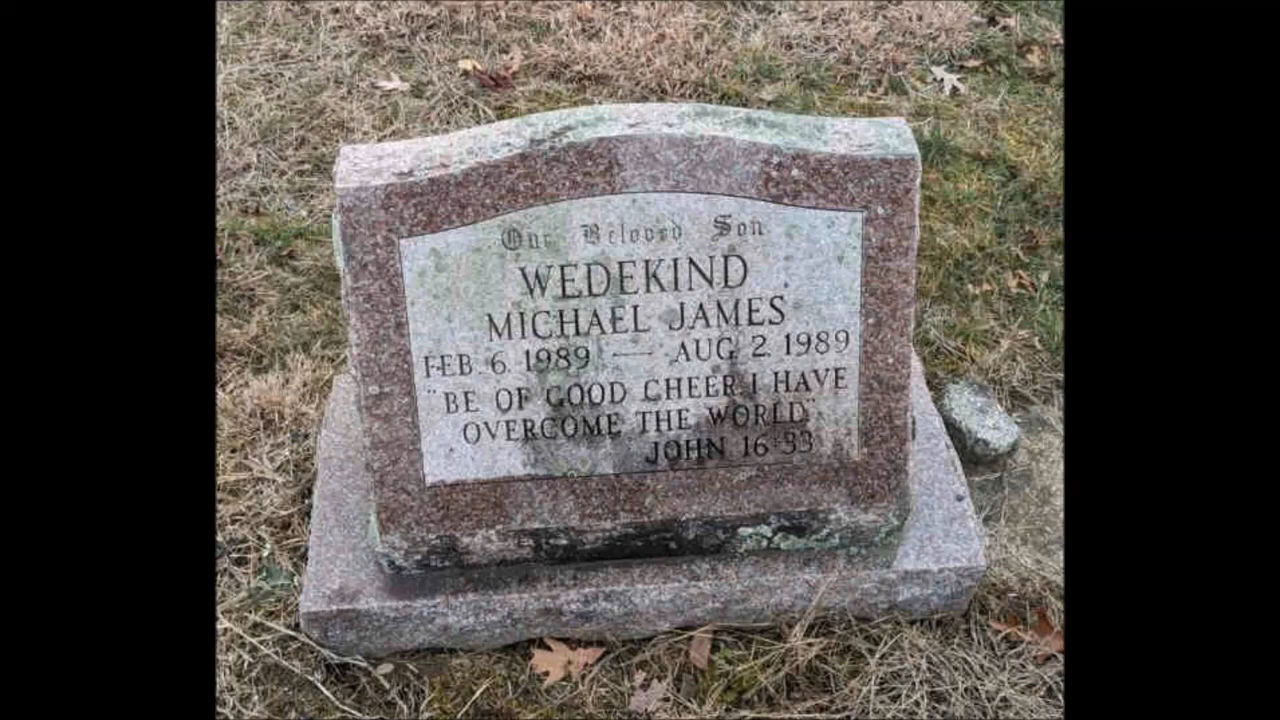 Our Beloved Son
WEDEKIND
MICHAEL JAMES
FEB. 6. 1989 — AUG. 2. 1989
"BE OF GOOD CHEER, I HAVE
OVERCOME THE WORLD"
JOHN 16:33